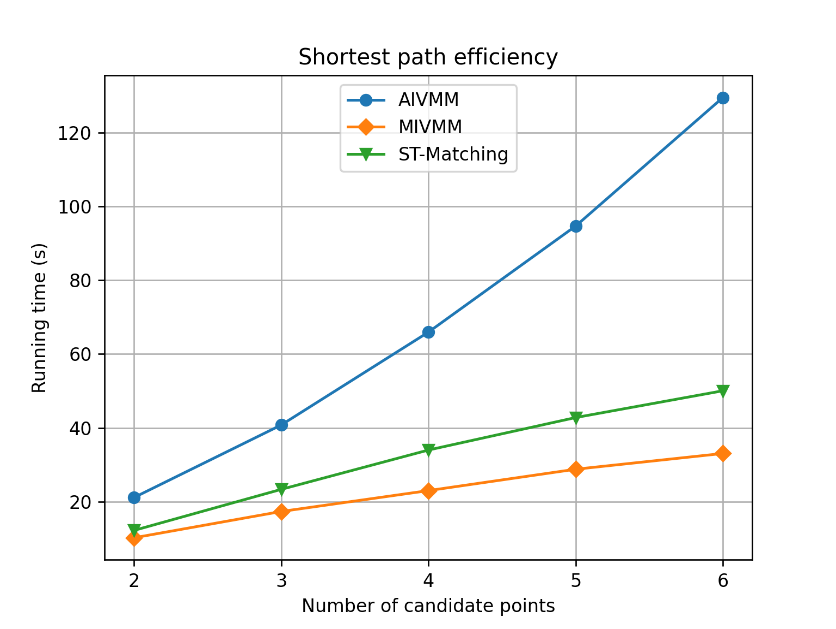 Shortest path efficiency
AIVMM
MIVMM
ST-Matching
120
100
80
60
40
20
Running time (s)
2 3 4 5 6
Number of candidate points